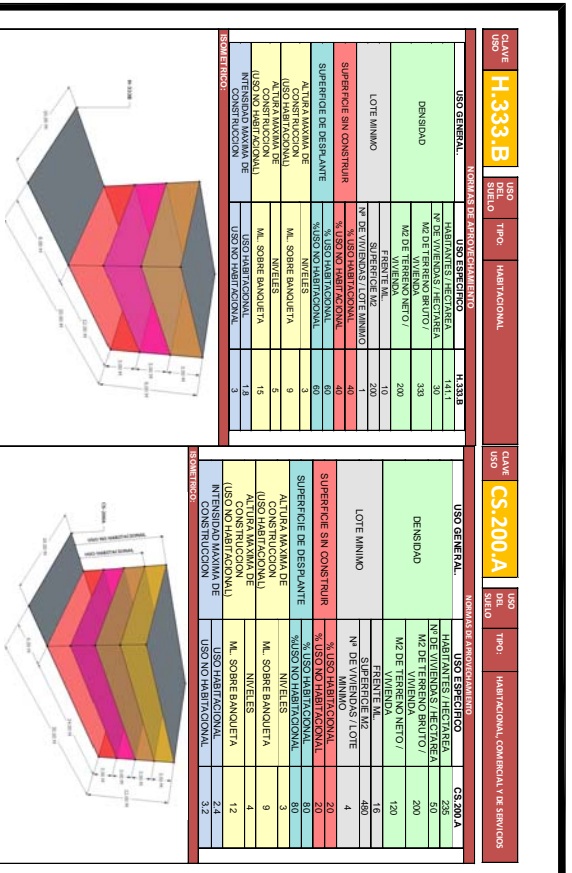 CLAVE USO
H.333.B
USO DEL SUELO
TIPO:
HABITACIONAL
NORMAS DE APROVECHAMIENTO
USO GENERAL.
USO ESPECÍFICO
H.333.B
DENSIDAD
HABITANTES / HECTAREA
141.1
Nº DE VIVIENDAS / HECTAREA
30
M2 DE TERRENO BRUTO / VIVIENDA
333
M2 DE TERRENO NETO / VIVIENDA
200
LOTE MINIMO
FRENTE ML.
10
SUPERFICIE M2
200
Nº DE VIVIENDAS / LOTE MINIMO
1
SUPERFICIE SIN CONSTRUIR
% USO HABITACIONAL
40
% USO NO HABITACIONAL
40
SUPERFICIE DE DESPLANTE
% USO HABITACIONAL
60
%USO NO HABITACIONAL
60
ALTURA MAXIMA DE CONSTRUCCION (USO HABITACIONAL)
NIVELES
3
ML. SOBRE BANQUETA
9
ALTURA MAXIMA DE CONSTRUCCION (USO NO HABITACIONAL)
NIVELES
5
ML. SOBRE BANQUETA
15
INTENSIDAD MAXIMA DE CONSTRUCCION
USO HABITACIONAL
1.8
USO NO HABITACIONAL
3
ISOMETRICO:
H-333B
CLAVE USO
CS.200.A
USO DEL SUELO
TIPO:
HABITACIONAL, COMERCIAL Y DE SERVICIOS
NORMAS DE APROVECHAMIENTO
USO GENERAL.
USO ESPECÍFICO
CS.200.A
DENSIDAD
HABITANTES / HECTAREA
235
Nº DE VIVIENDAS / HECTAREA
50
M2 DE TERRENO BRUTO / VIVIENDA
200
M2 DE TERRENO NETO / VIVIENDA
120
LOTE MINIMO
FRENTE ML.
16
SUPERFICIE M2
480
Nª DE VIVIENDAS / LOTE MINIMO
4
SUPERFICIE SIN CONSTRUIR
% USO HABITACIONAL
20
% USO NO HABITACIONAL
20
SUPERFICIE DE DESPLANTE
% USO HABITACIONAL
80
%USO NO HABITACIONAL
80
ALTURA MAXIMA DE CONSTRUCCION (USO HABITACIONAL)
NIVELES
3
ML. SOBRE BANQUETA
9
ALTURA MAXIMA DE CONSTRUCCION (USO NO HABITACIONAL)
NIVELES
4
ML. SOBRE BANQUETA
12
INTENSIDAD MAXIMA DE CONSTRUCCION
USO HABITACIONAL
2.4
USO NO HABITACIONAL
3.2
ISOMETRICO:
CS-200A
USO NO HABITACIONAL
USO HABITACIONAL